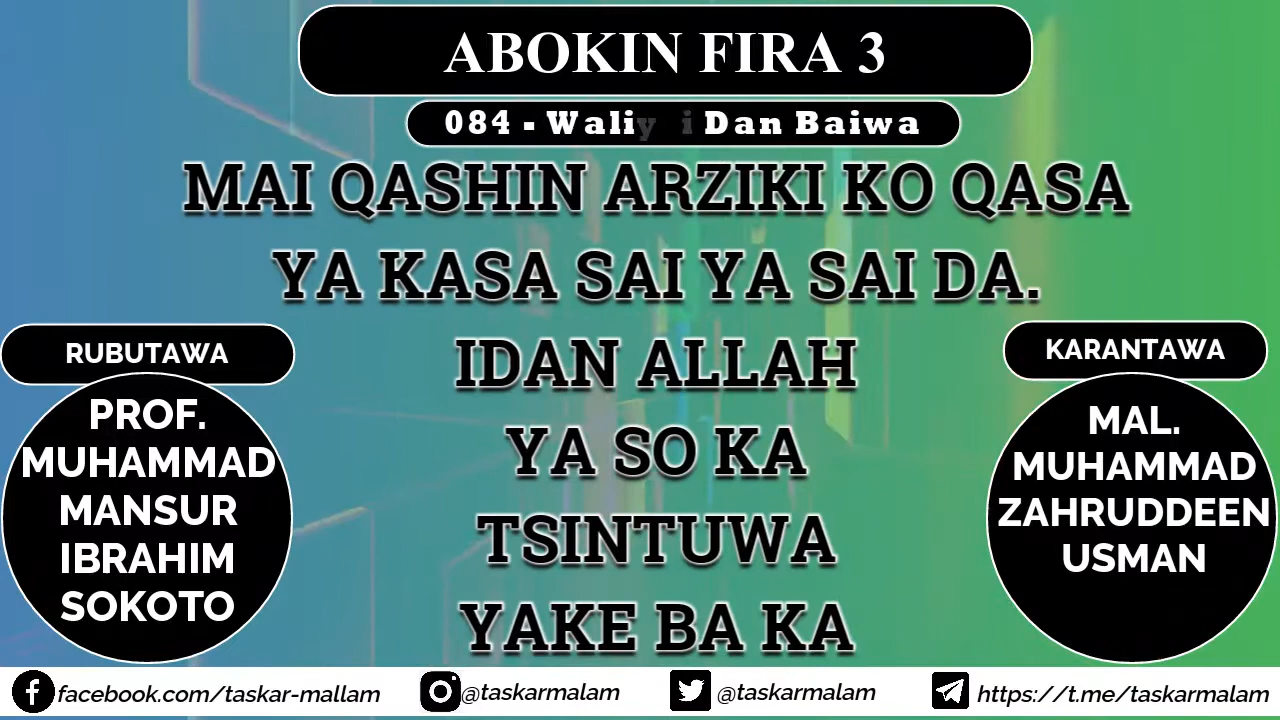 ABOKIN FIRA 3
084 - Waliyi Dan Baiwa
MAI QASHIN ARZIKI KO QASA
YA KASA SAI YA SAI DA.
IDAN ALLAH
YA SO KA
TSINTUWA
YAKE BA KA
RUBUTAWA
PROF.
MUHAMMAD
MANSUR
IBRAHIM
SOKOTO
KARANTAWA
MAL.
MUHAMMAD
ZAHRUDDEEN
USMAN
facebook.com/taskar-mallam
@taskarmalam
@taskarmalam
https://t.me/taskarmalam